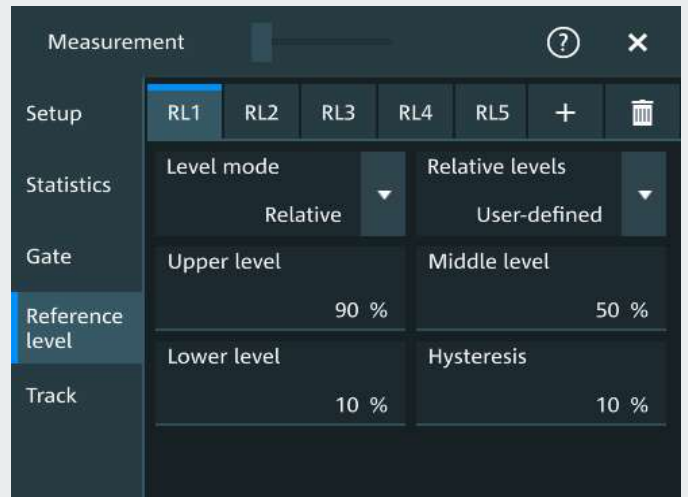 Measurement
?
Setup
RL1 RL2 RL3 RL4 RL5 +
Statistics
Level mode
Relative
Relative levels
User-defined
Gate
Upper level
90 %
Middle level
50 %
Reference
level
Lower level
10 %
Hysteresis
10 %
Track